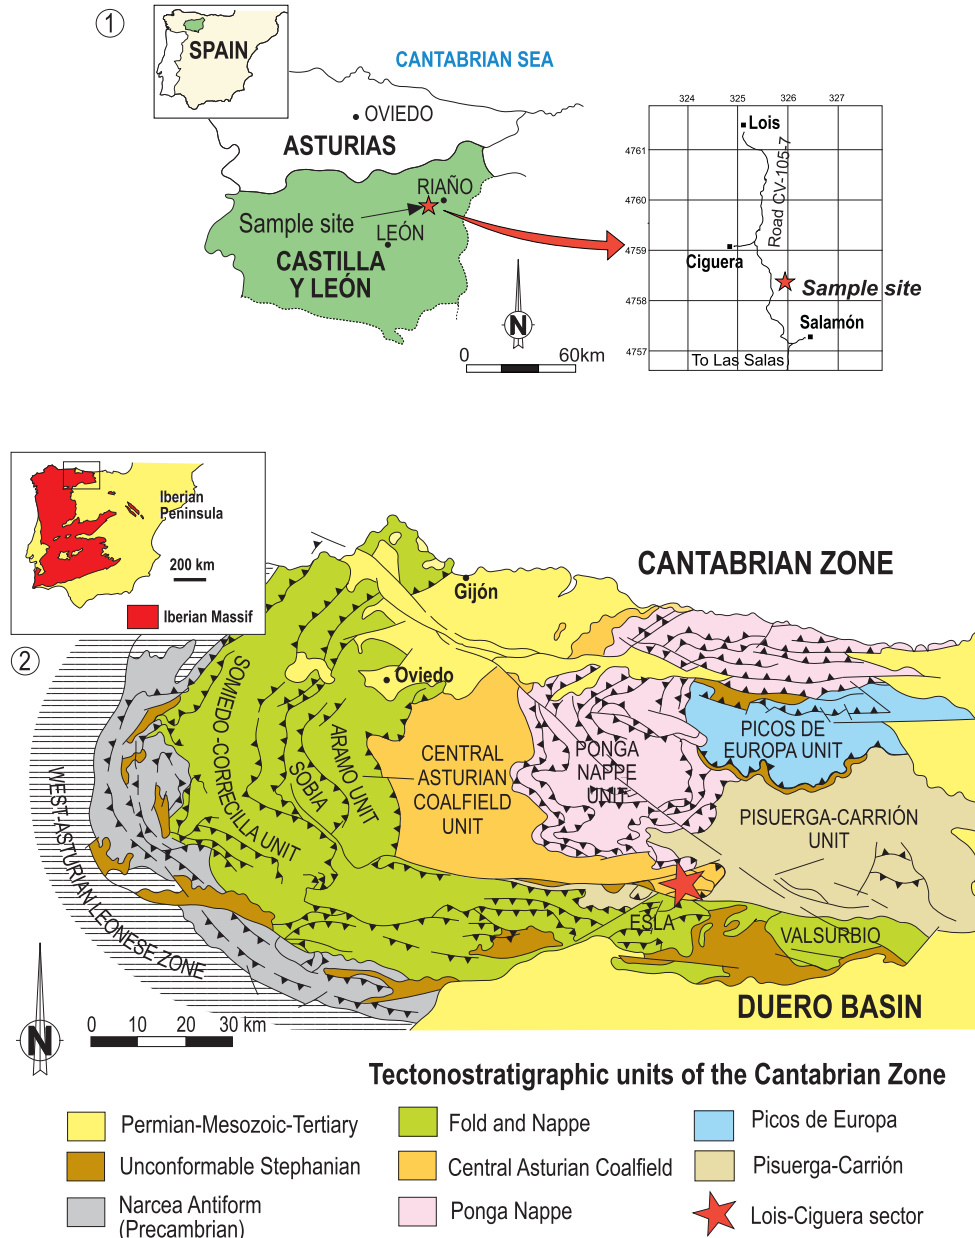 1
SPAIN
CANTABRIAN SEA
OVIEDO
ASTURIAS
RIAÑO
Sample site
LEÓN
CASTILLA
Y LEÓN
N
0 60km
324 325 326 327
4761
4760
4759
4758
4757
Lois
Road CV-105-7
Ciguera
Sample site
Salamón
To Las Salas
Iberian
Peninsula
200 km
Iberian Massif
2
CANTABRIAN ZONE
Gijón
Oviedo
SOMIEDO-CORRECILLA UNIT
SOBIA
ARAMO UNIT
CENTRAL
ASTURIAN
COALFIELD
UNIT
PONGA
NAPPE
UNIT
PICOS DE
EUROPA UNIT
PISUERGA-CARRIÓN
UNIT
WEST-ASTURIAN LEONESE ZONE
ESLA
VALSURBIO
DUERO BASIN
N
0 10 20 30 km
Tectonostratigraphic units of the Cantabrian Zone
Permian-Mesozoic-Tertiary
Unconformable Stephanian
Narcea Antiform
(Precambrian)
Fold and Nappe
Central Asturian Coalfield
Ponga Nappe
Picos de Europa
Pisuerga-Carrión
Lois-Ciguera sector